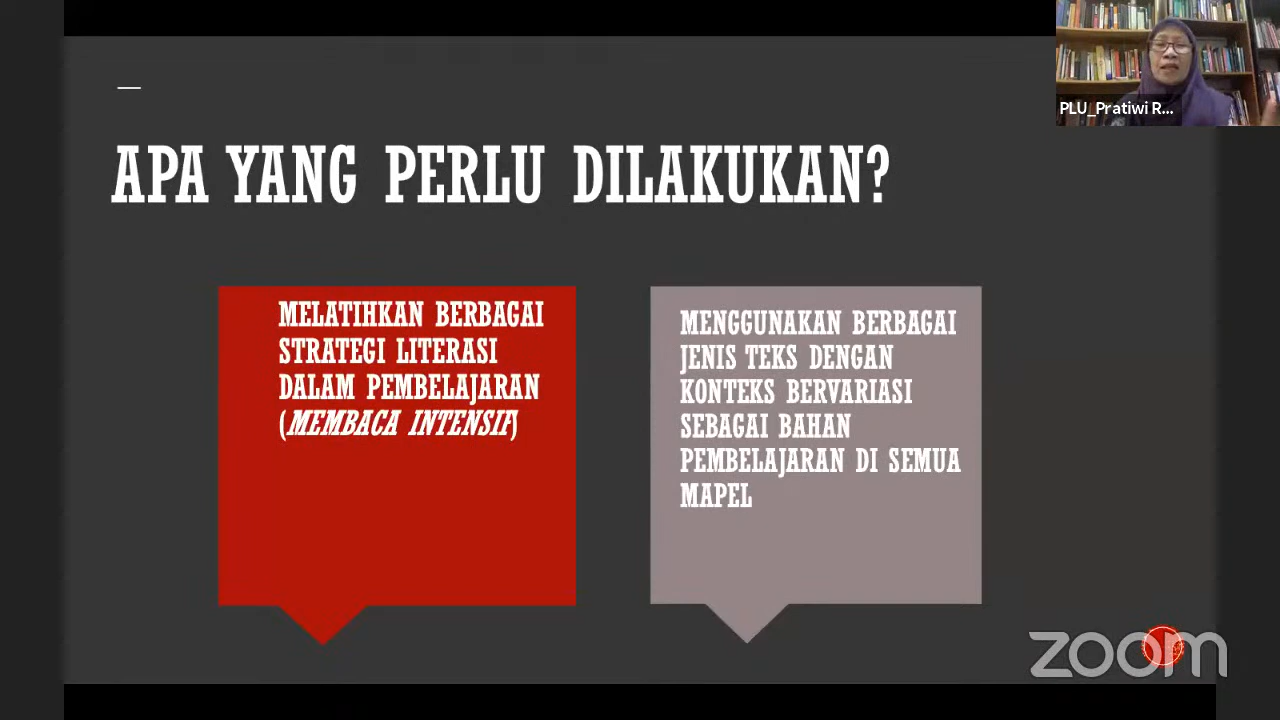 PLU_Pratiwi R...
APA YANG PERLU DILAKUKAN?
MELATIHKAN BERBAGAI
STRATEGI LITERASI
DALAM PEMBELAJARAN
(MEMBACA INTENSIF)
MENGGUNAKAN BERBAGAI
JENIS TEKS DENGAN
KONTEKS BERVARIASI
SEBAGAI BAHAN
PEMBELAJARAN DI SEMUA
MAPEL
zoom